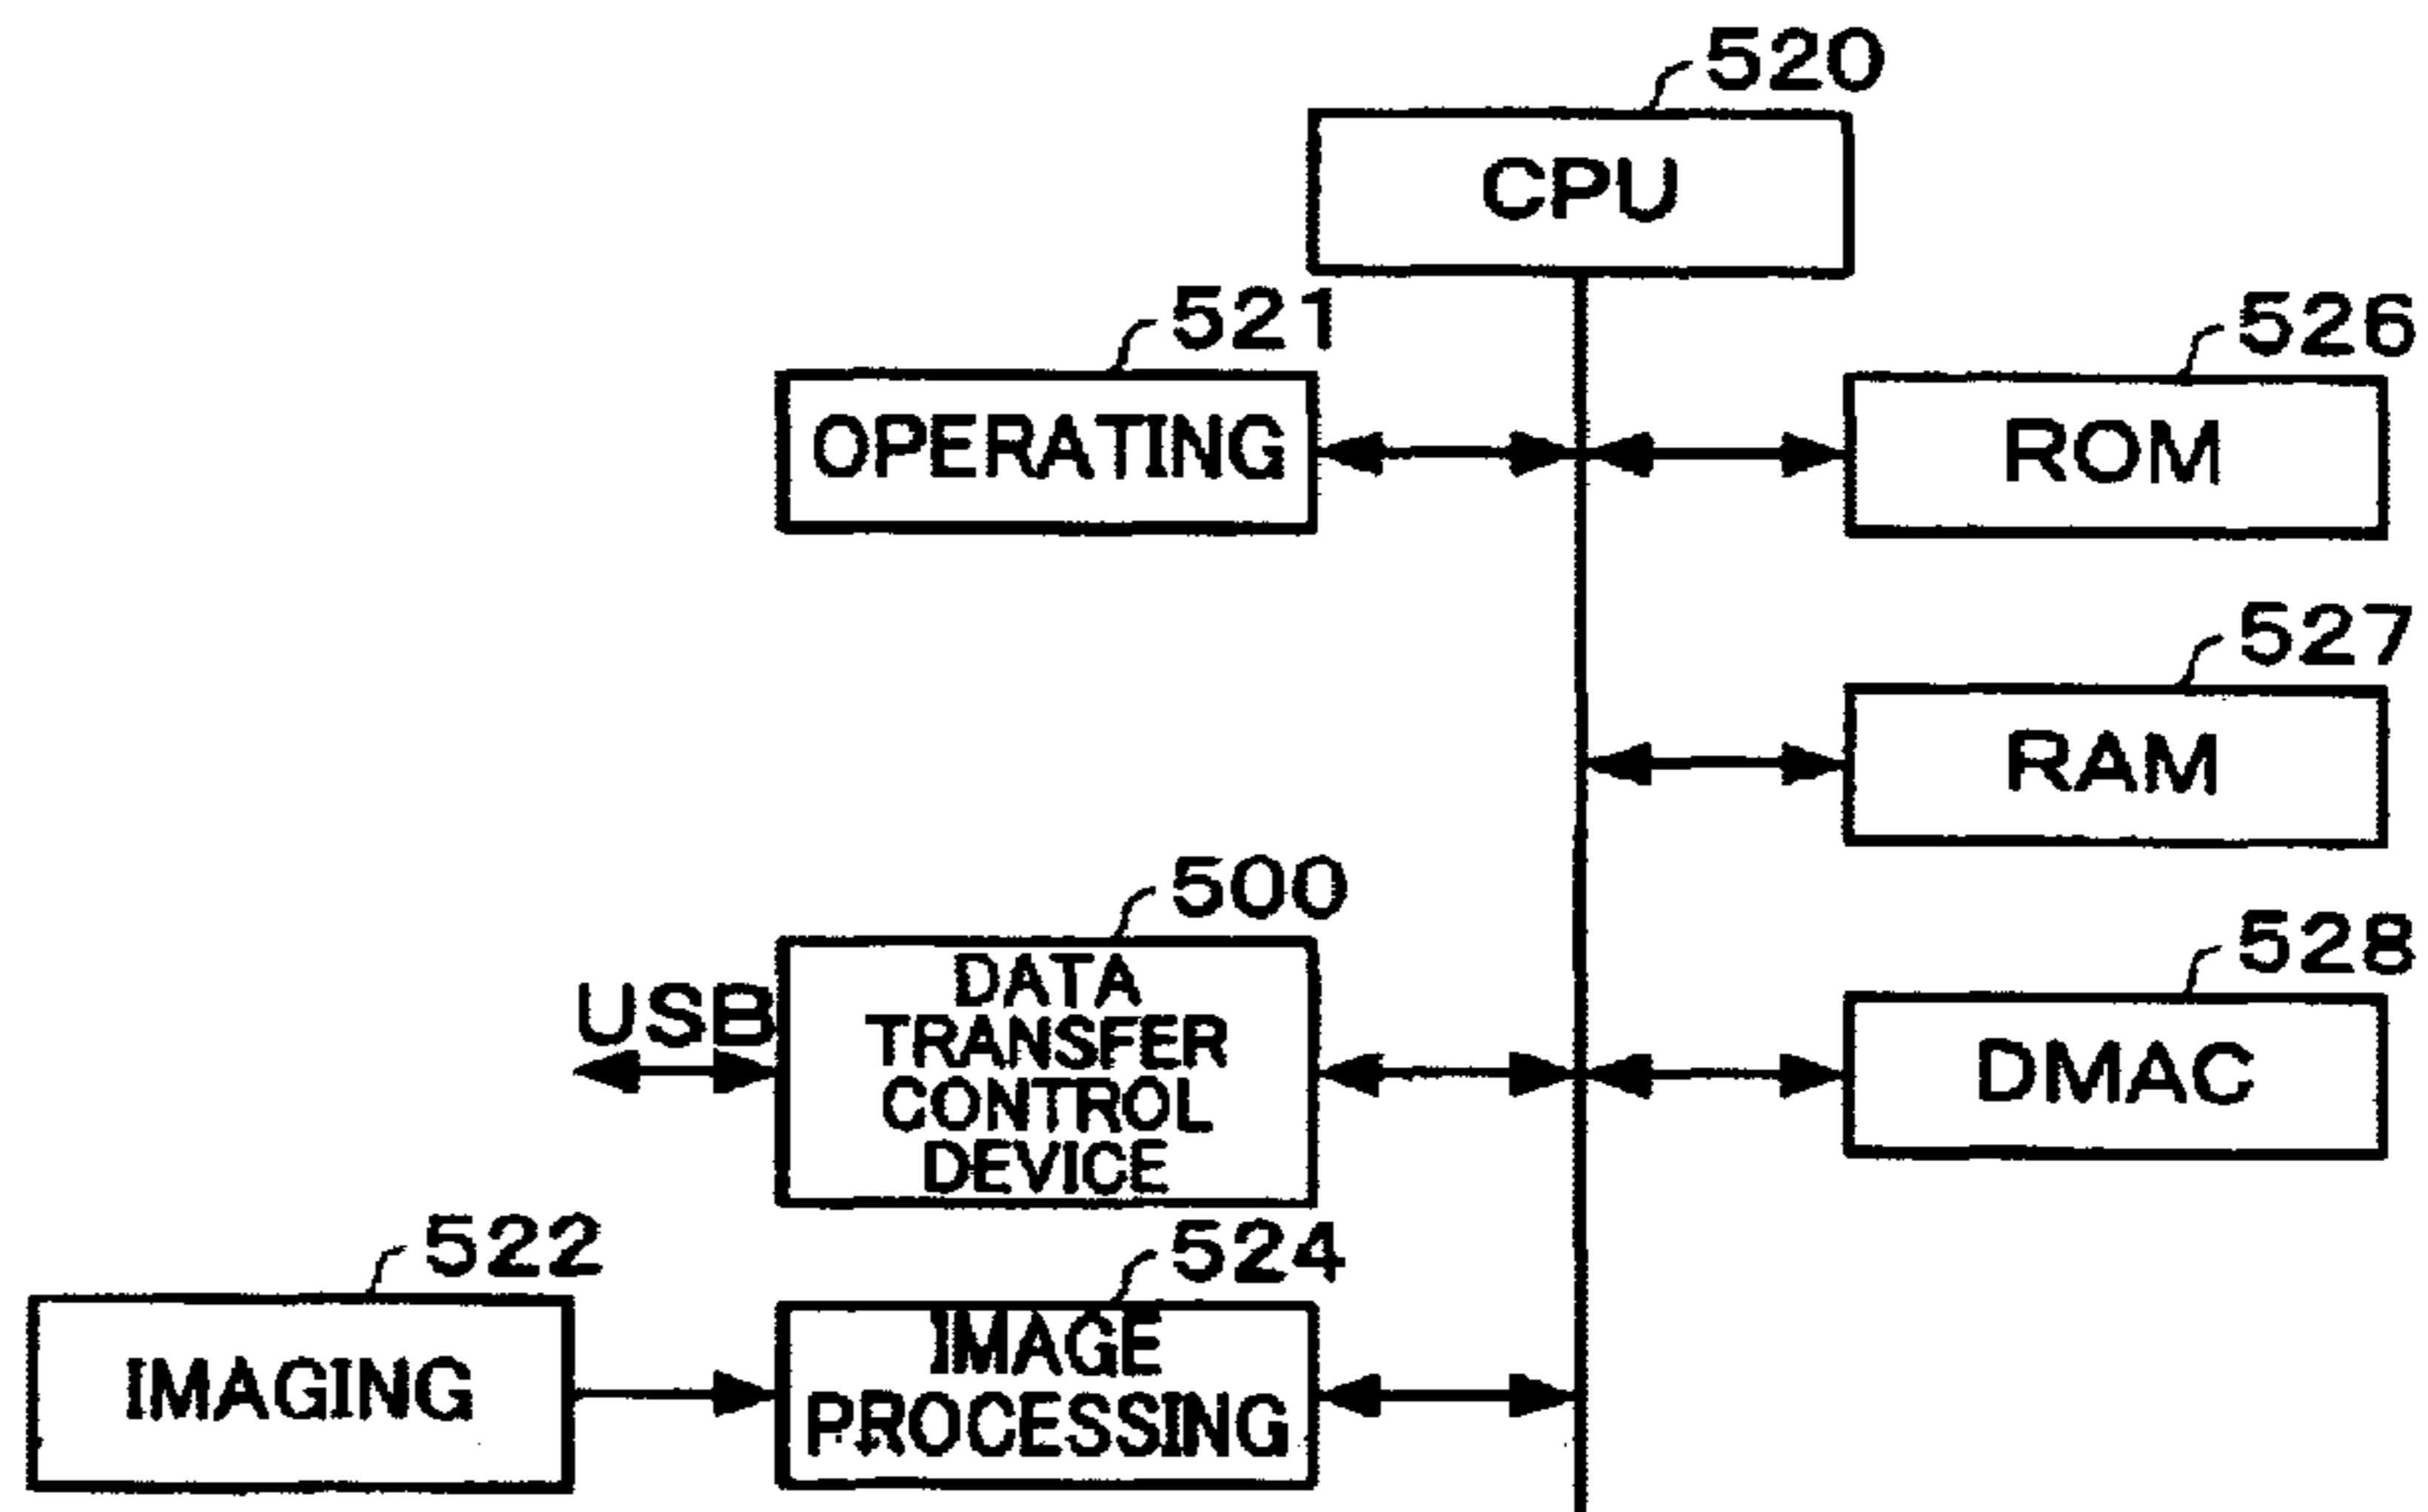 520
CPU
521
OPERATING
526
ROM
527
RAM
500
USB
DATA
TRANSFER
CONTROL
DEVICE
528
DMAC
522
IMAGING
524
IMAGE
PROCESSING